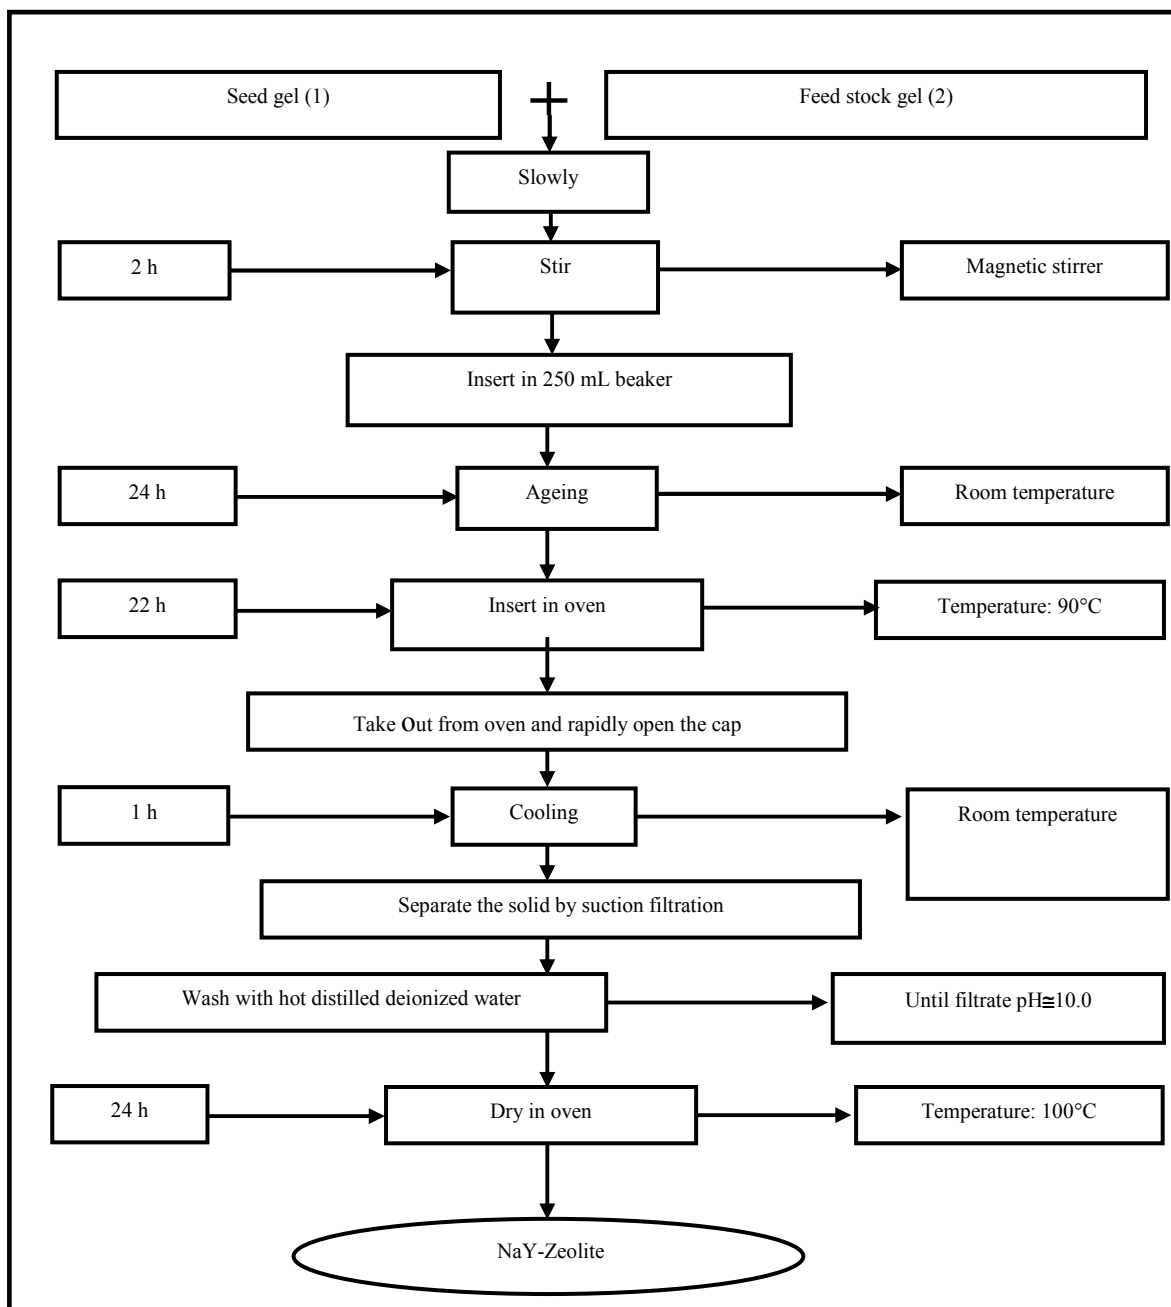 Seed gel (1)
+
Feed stock gel (2)
Slowly
2 h
Stir
Magnetic stirrer
Insert in 250 mL beaker
24 h
Ageing
Room temperature
22 h
Insert in oven
Temperature: 90°C
Take Out from oven and rapidly open the cap
1 h
Cooling
Room temperature
Separate the solid by suction filtration
Wash with hot distilled deionized water
Until filtrate pH≅10.0
24 h
Dry in oven
Temperature: 100°C
NaY-Zeolite